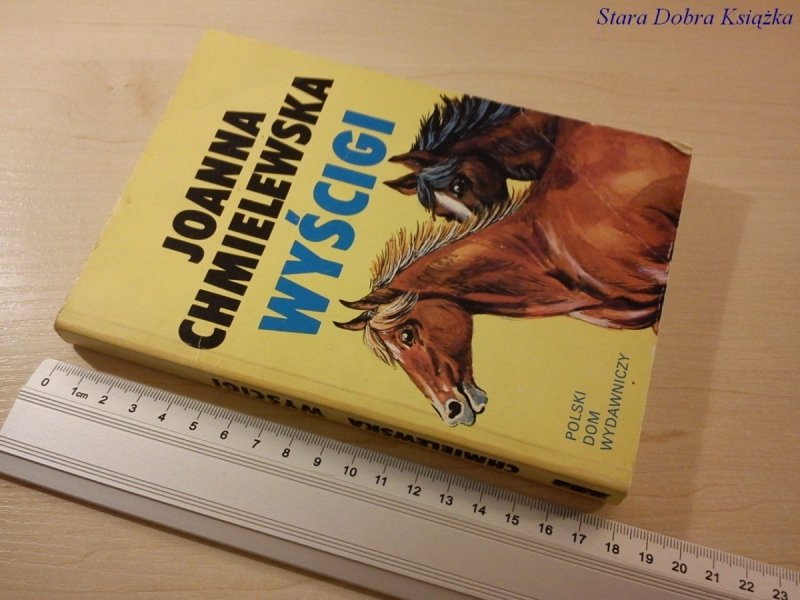 Stara Dobra Książka
JOANNA
CHMIELEWSKA
WYŚCIGI
POLSKI
DOM
WYDAWNICZY
CHMIELEWSKA WYŚCIGI
0 1cm 2 3 4 5 6 7 8 9 10 11 12 13 14 15 16 17 18 19 20 21 22 23